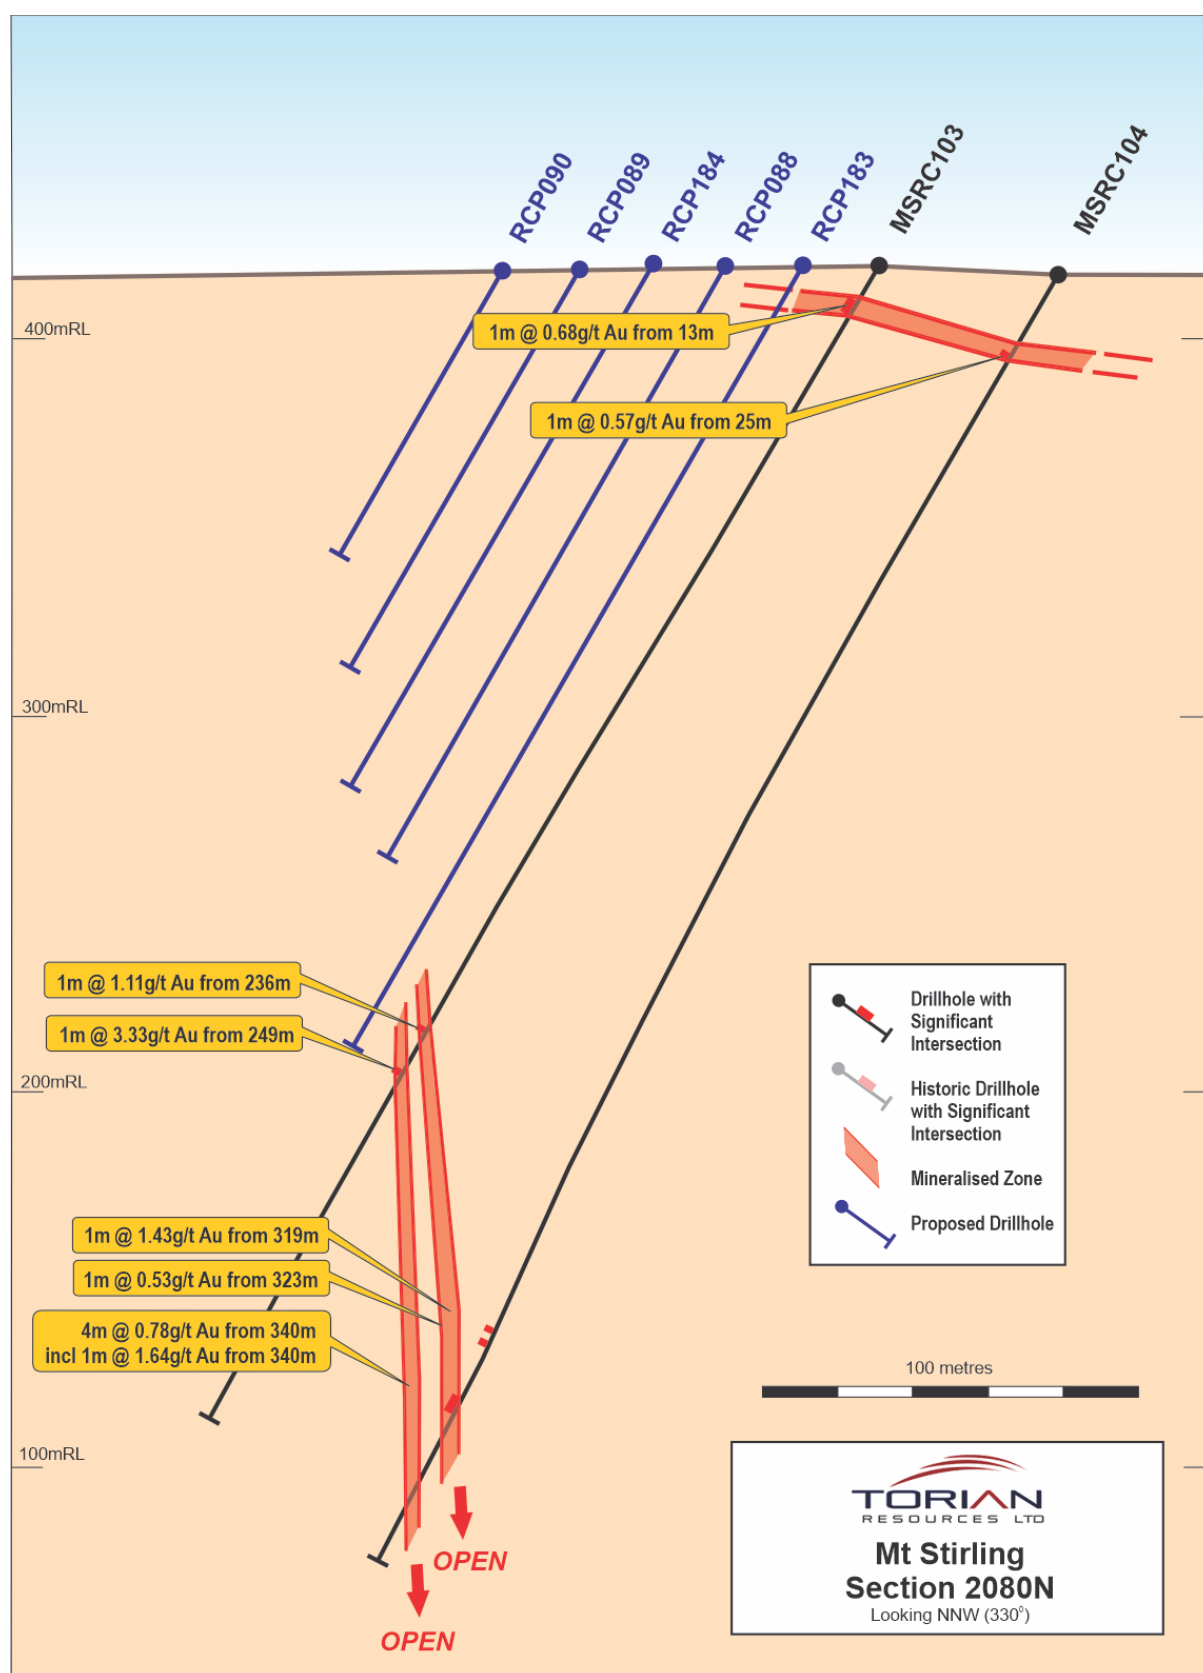 RCP090
RCP089
RCP184
RCP088
RCP183
MSRC103
MSRC104
400mRL
1m @ 0.68g/t Au from 13m
1m @ 0.57g/t Au from 25m
300mRL
1m @ 1.11g/t Au from 236m
1m @ 3.33g/t Au from 249m
200mRL
Drillhole with
Significant
Intersection
Historic Drillhole
with Significant
Intersection
Mineralised Zone
Proposed Drillhole
1m @ 1.43g/t Au from 319m
1m @ 0.53g/t Au from 323m
4m @ 0.78g/t Au from 340m
incl 1m @ 1.64g/t Au from 340m
100 metres
100mRL
OPEN
OPEN
TORIAN
RESOURCES LTD
Mt Stirling
Section 2080N
Looking NNW (330⁰)